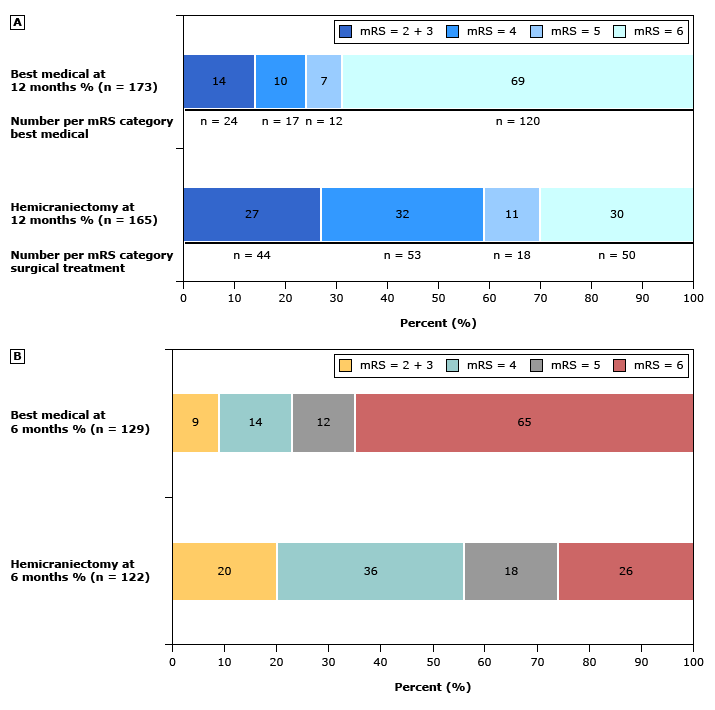 A
mRS = 2 + 3 mRS = 4 mRS = 5 mRS = 6
Best medical at
12 months % (n = 173)
14 10 7 69
Number per mRS category
best medical
n = 24 n = 17 n = 12 n = 120
Hemicraniectomy at
12 months % (n = 165)
27 32 11 30
Number per mRS category
surgical treatment
n = 44 n = 53 n = 18 n = 50
0 10 20 30 40 50 60 70 80 90 100
Percent (%)
B
mRS = 2 + 3 mRS = 4 mRS = 5 mRS = 6
Best medical at
6 months % (n = 129)
9 14 12 65
Hemicraniectomy at
6 months % (n = 122)
20 36 18 26
0 10 20 30 40 50 60 70 80 90 100
Percent (%)